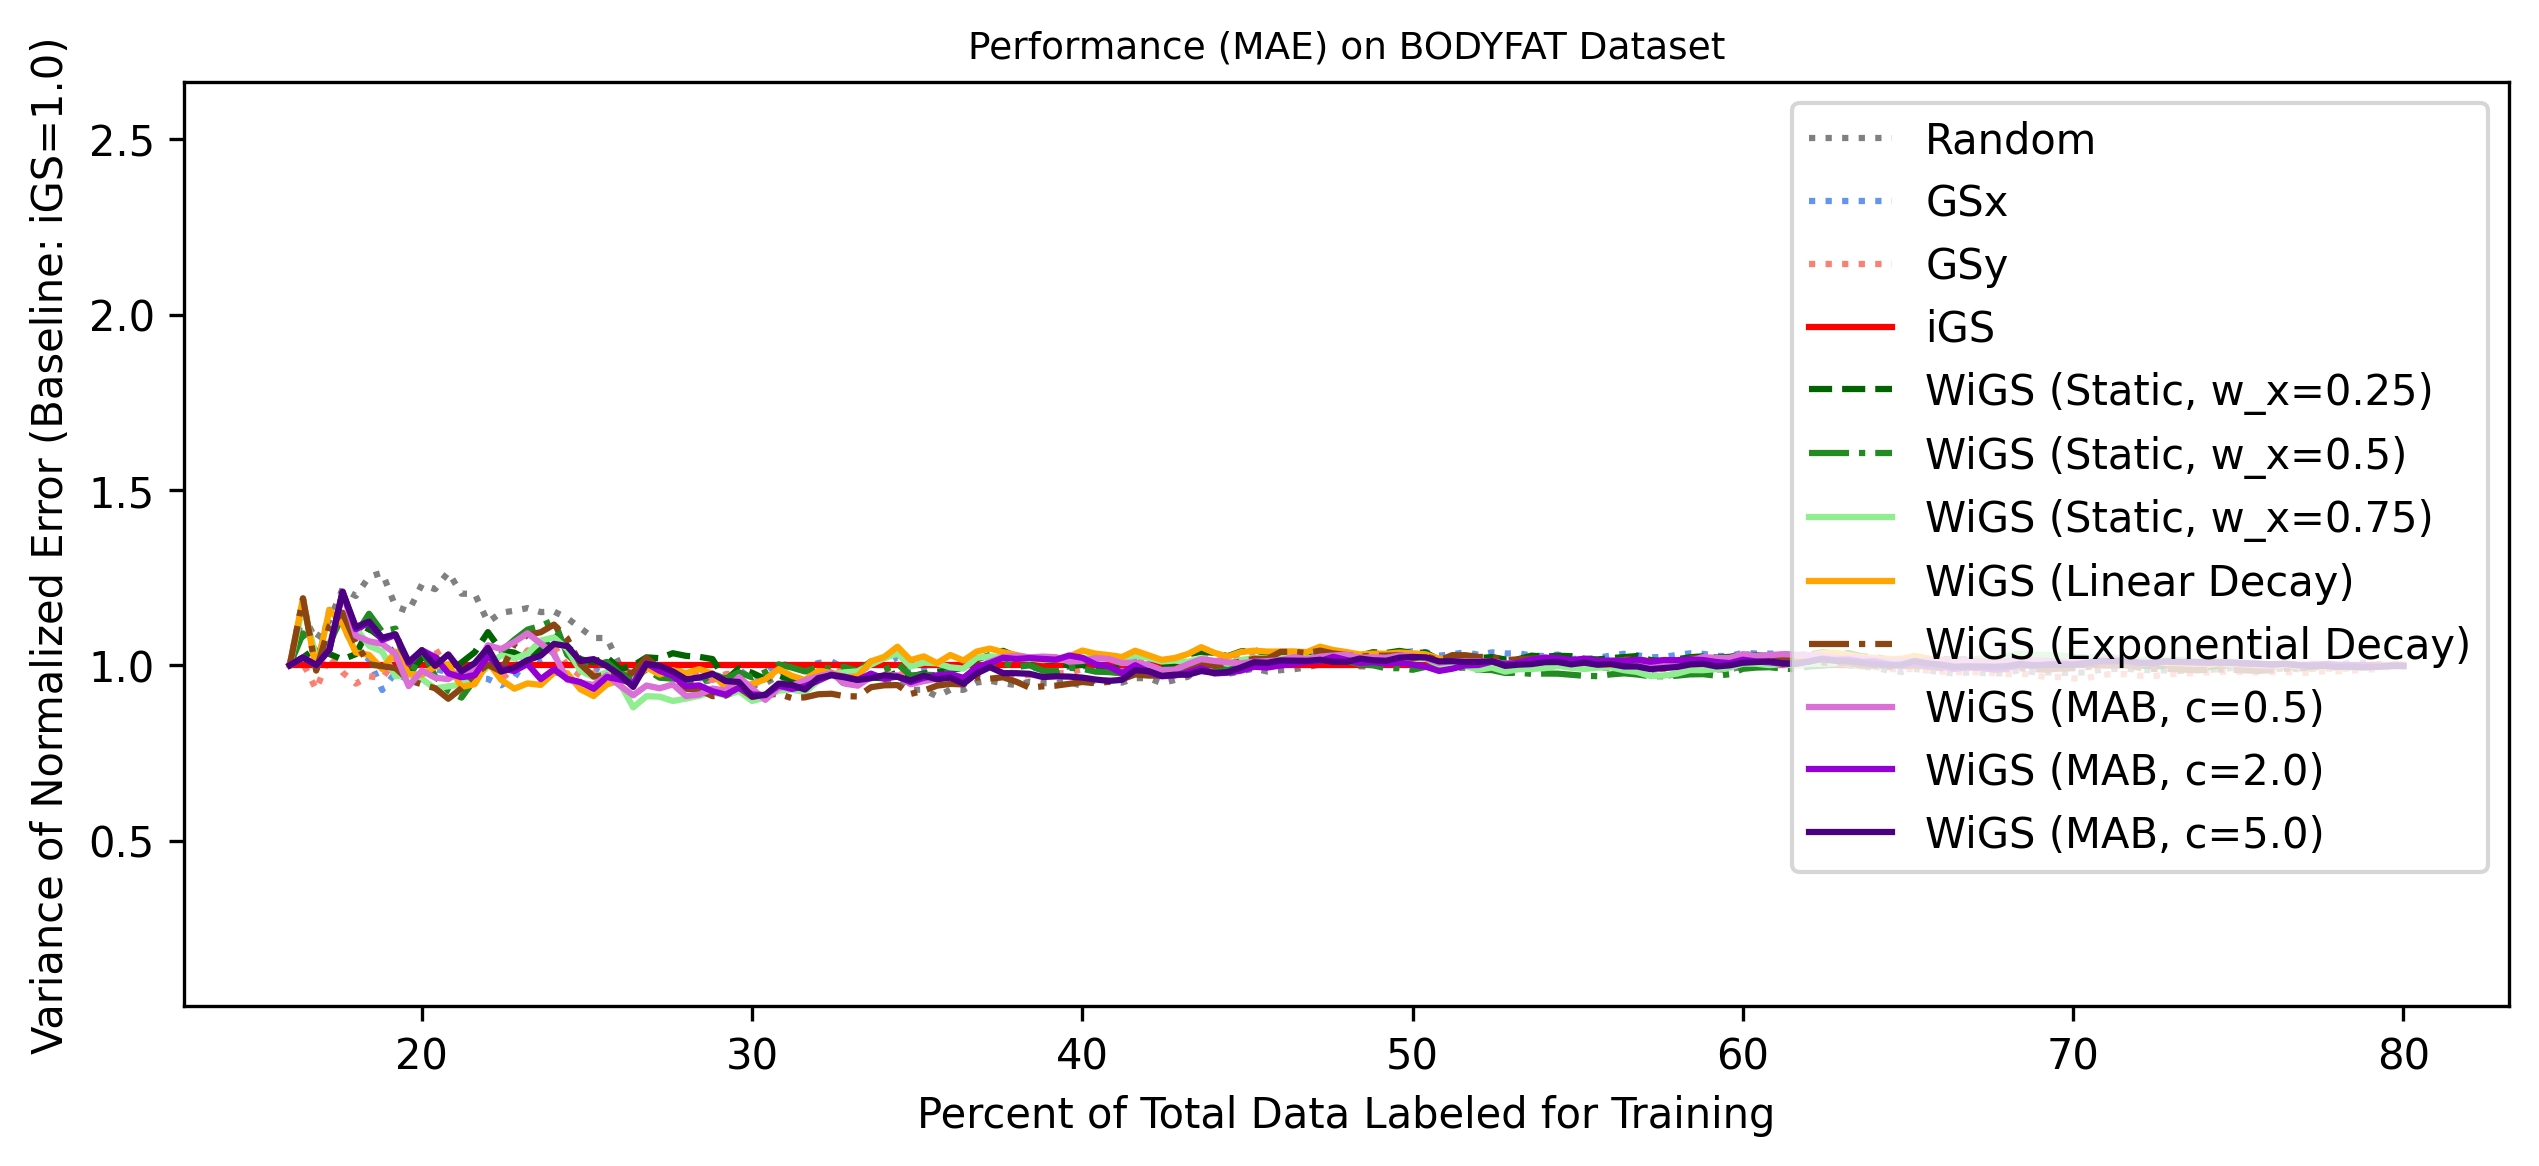 Performance (MAE) on BODYFAT Dataset
Variance of Normalized Error (Baseline: iGS=1.0)
2.5
2.0
1.5
1.0
0.5
Random
GSx
GSy
iGS
WiGS (Static, w_x=0.25)
WiGS (Static, w_x=0.5)
WiGS (Static, w_x=0.75)
WiGS (Linear Decay)
WiGS (Exponential Decay)
WiGS (MAB, c=0.5)
WiGS (MAB, c=2.0)
WiGS (MAB, c=5.0)
20 30 40 50 60 70 80
Percent of Total Data Labeled for Training